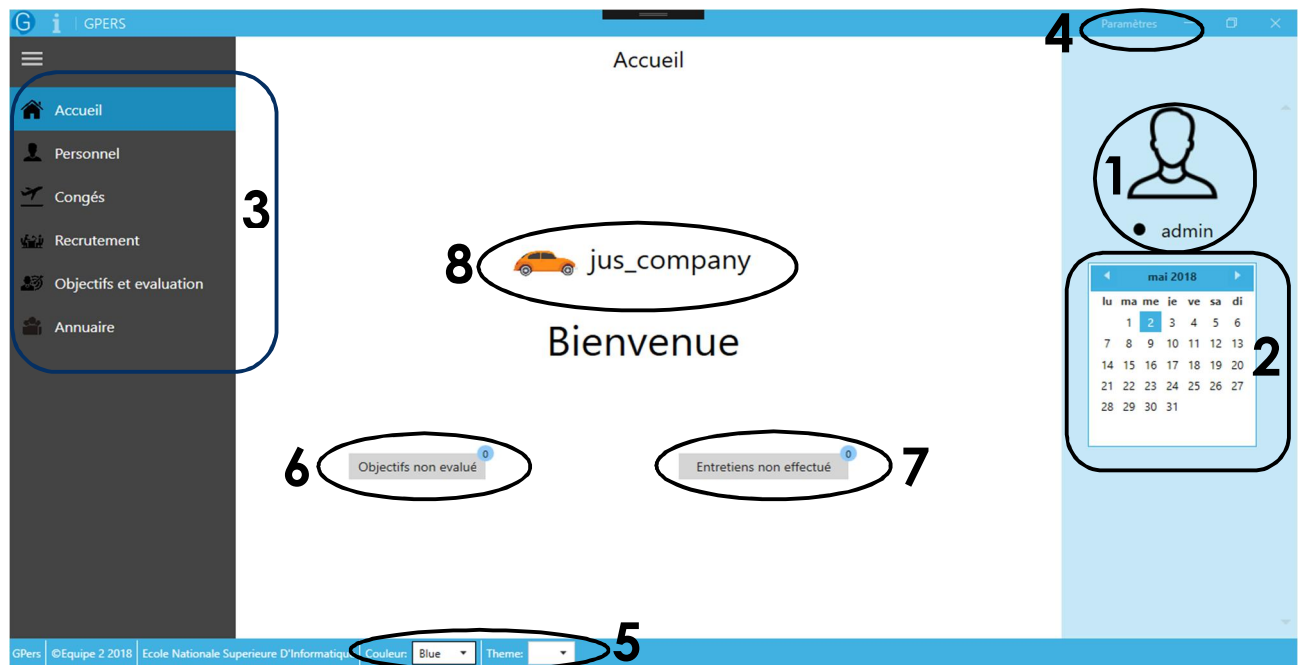 G i GPERS
Paramètres
4
Accueil
Accueil
Personnel
Congés
Recrutement
Objectifs et evaluation
Annuaire
3
8
jus_company
Bienvenue
6
Objectifs non evalué
0
Entretiens non effectué
0
7
1
admin
mai 2018
lu ma me je ve sa di
1 2 3 4 5 6
7 8 9 10 11 12 13
14 15 16 17 18 19 20
21 22 23 24 25 26 27
28 29 30 31
2
GPers ©Equipe 2 2018 Ecole Nationale Superieure D'Informatiqu Couleur: Blue Theme:
5